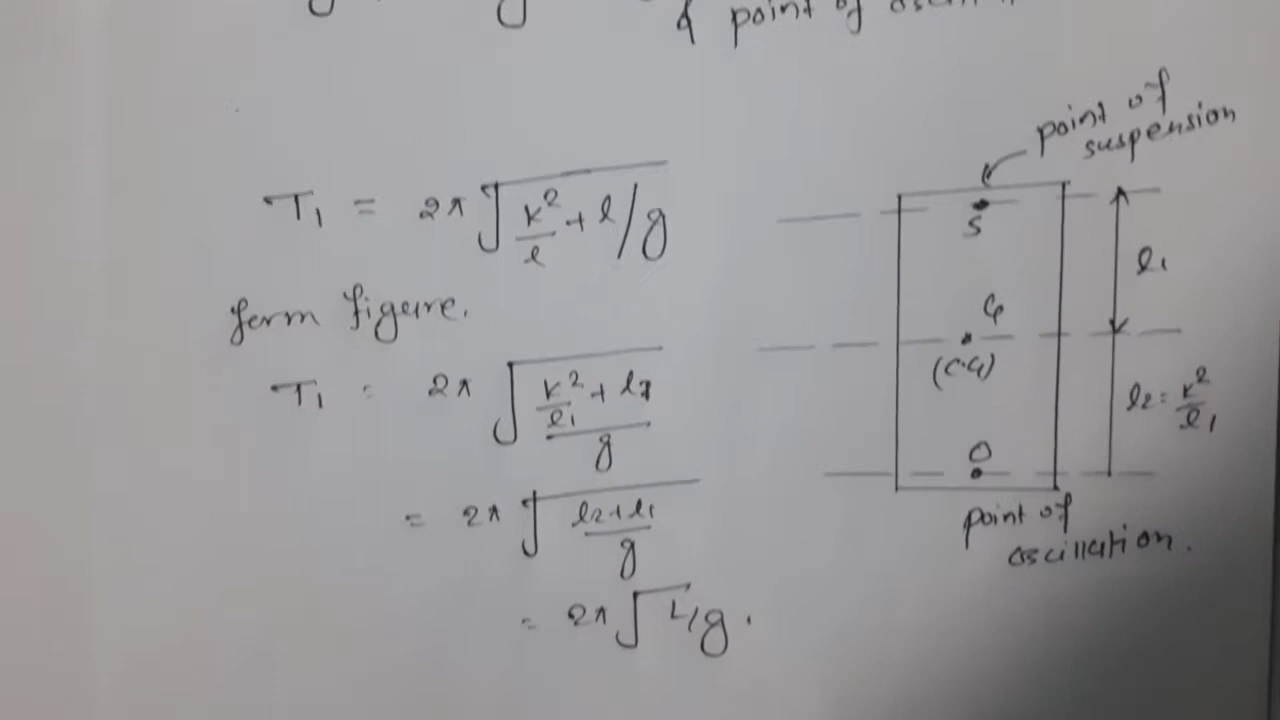 & point of
point of
suspension
T₁ = 2π √(k²/l + l/g)
S
l₁
form figure.
G
(C.G)
T₁ = 2π √((k²/l₁ + l₁)/g)
l₂ = k²/l₁
O
= 2π √((l₂+l₁)/g)
point of
oscillation.
= 2π √L/g.